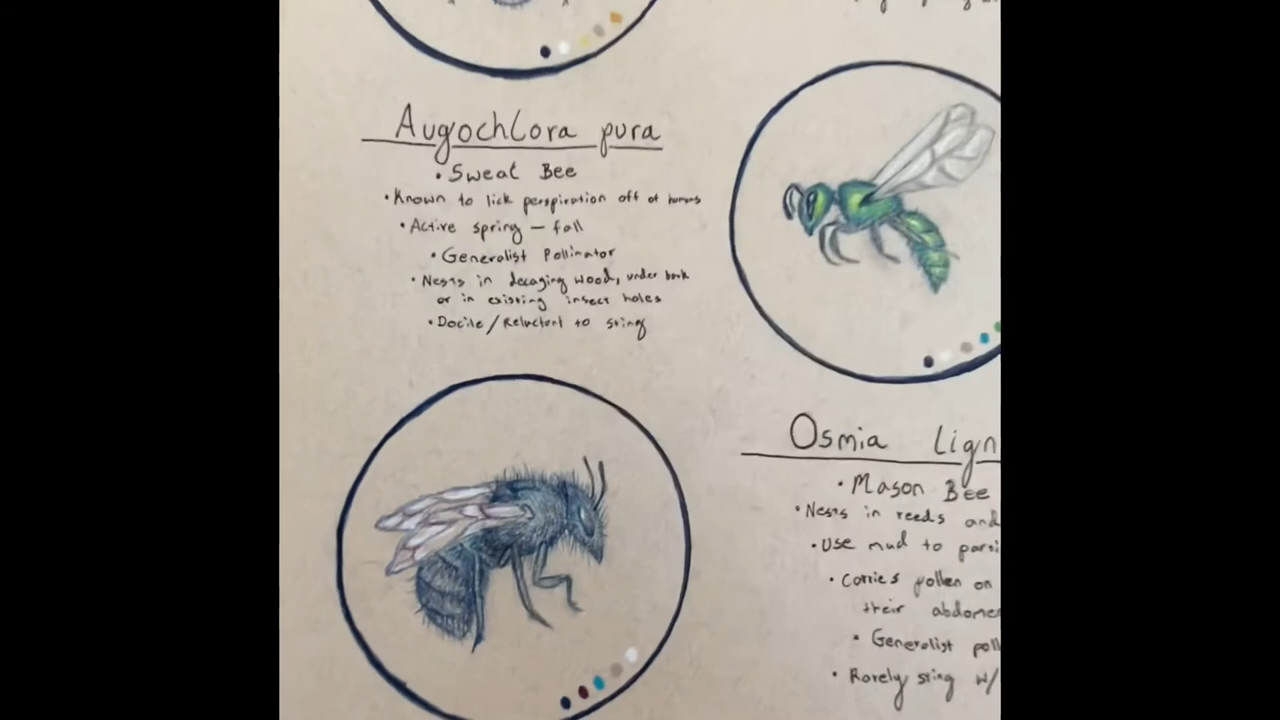 Augochlora pura
• Sweat Bee
• Known to lick perspiration off of humans
• Active spring — fall
• Generalist Pollinator
• Nests in decaying wood, under bark
or in existing insect holes
• Docile/Reluctant to sting
Osmia Lign
• Mason Bee
• Nests in reeds and
• Use mud to parti
• Carries pollen on
their abdomen
• Generalist poll
• Rarely sting w/